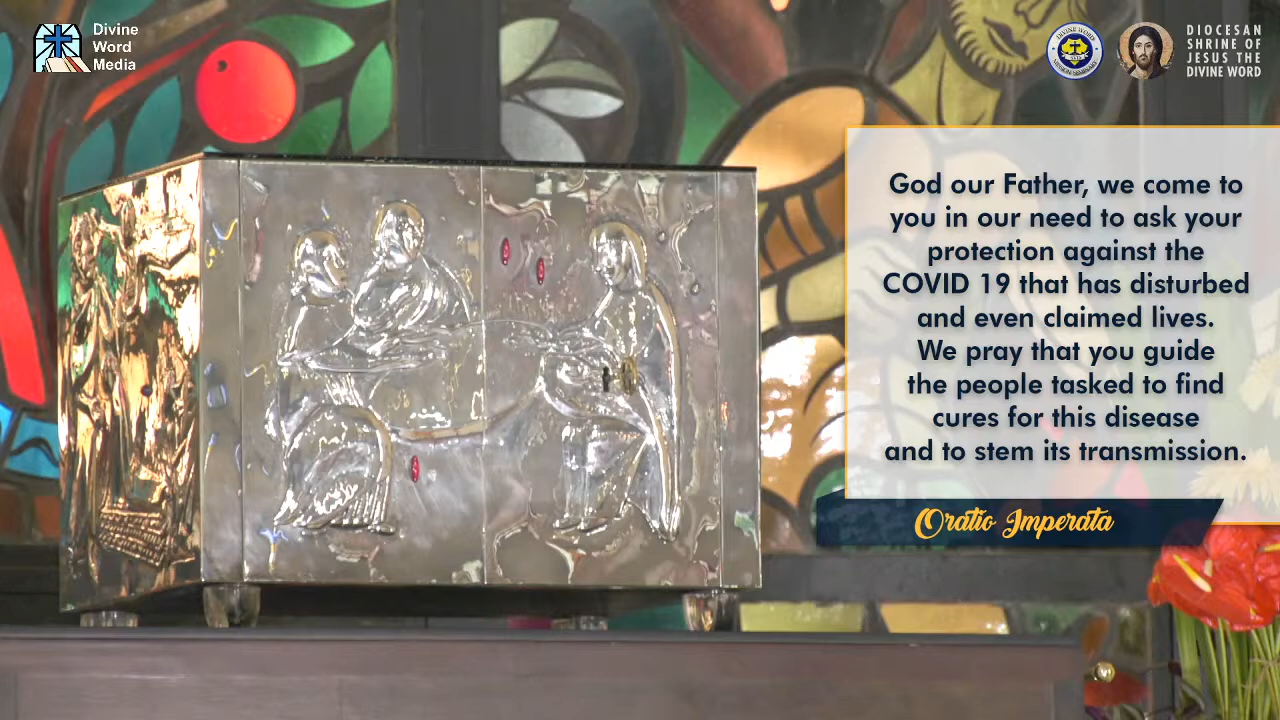 Divine
Word
Media
DIOCESAN
SHRINE OF
JESUS THE
DIVINE WORD
God our Father, we come to
you in our need to ask your
protection against the
COVID 19 that has disturbed
and even claimed lives.
We pray that you guide
the people tasked to find
cures for this disease
and to stem its transmission.
Oratio Imperata